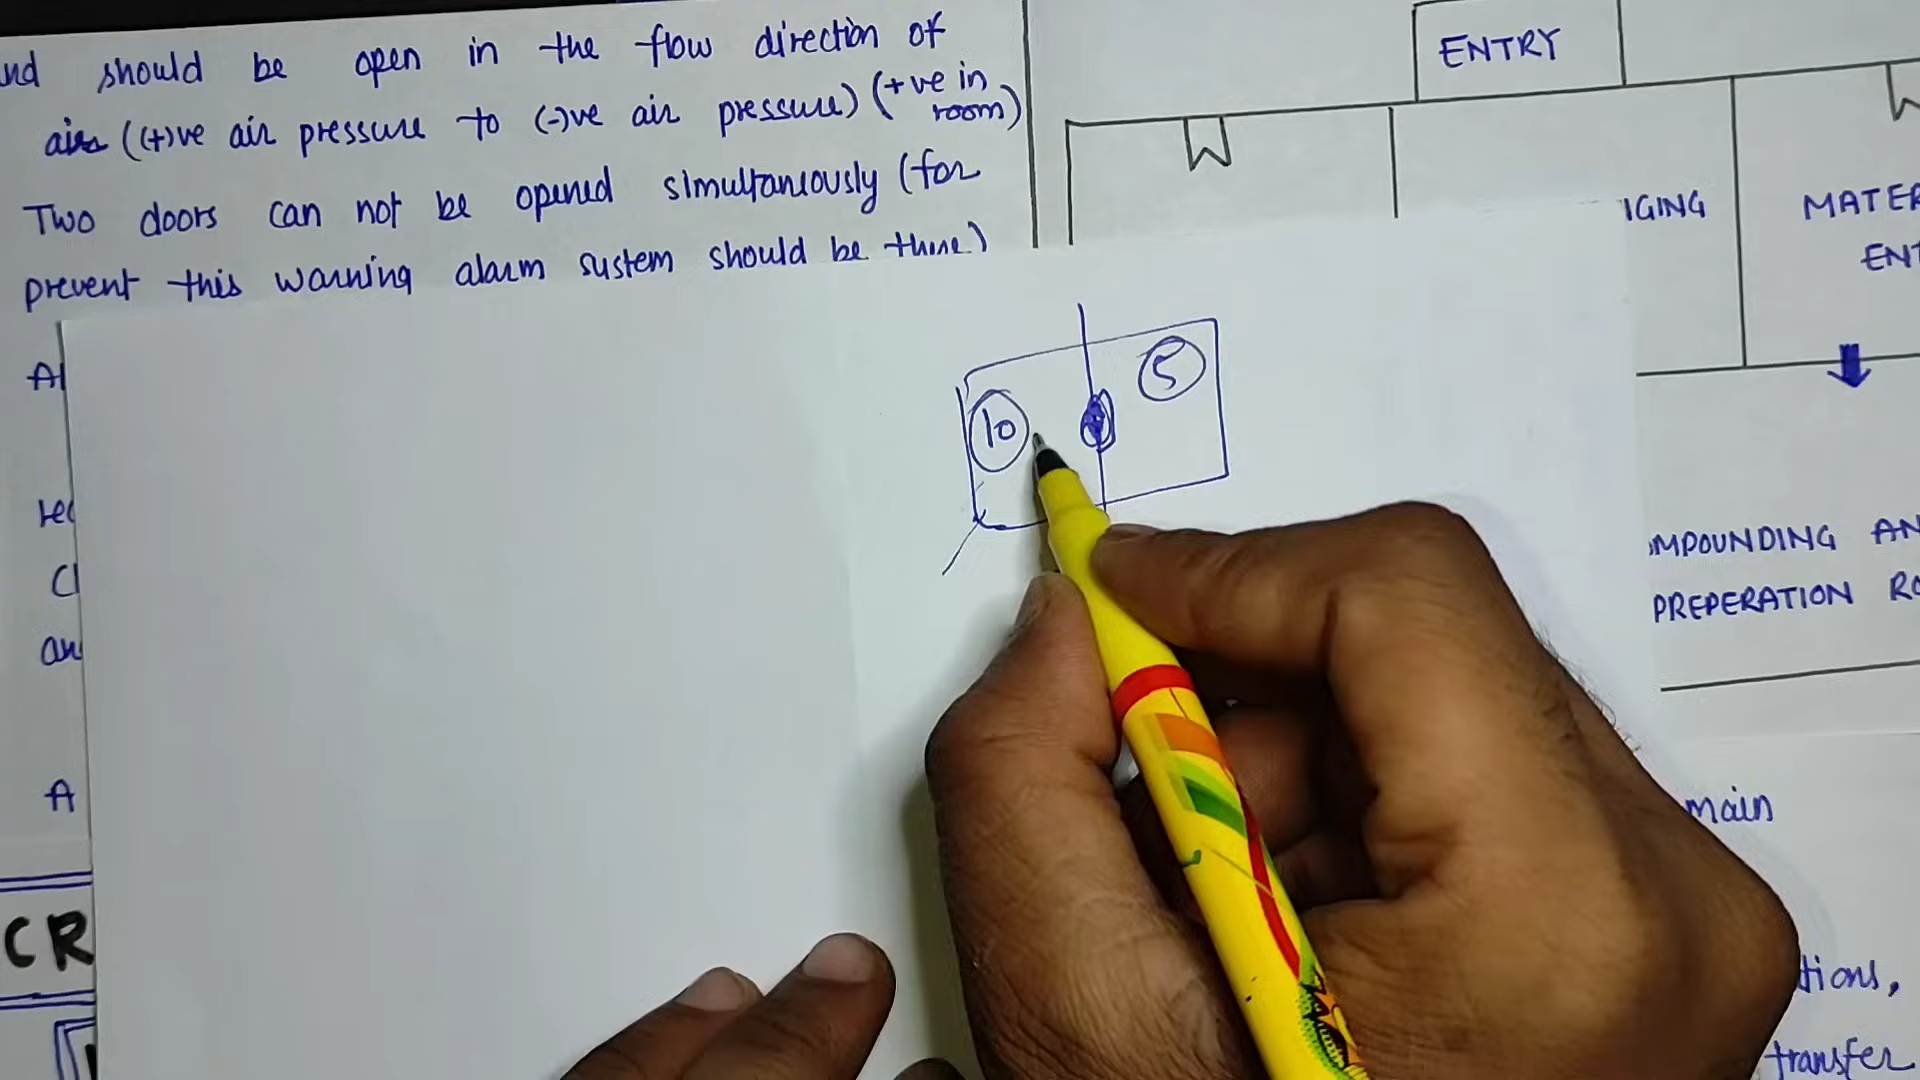 should be open in the flow direction of
air ((+)ve air pressure to (-)ve air pressure) (+ve in
room)
Two doors can not be opened simultaneously (for
prevent this warning alarm system should be there)
10
5
ENTRY
MATER
ENT
IGING
MPOUNDING AN
PREPERATION RO
main
tions,
transfer
A
CR